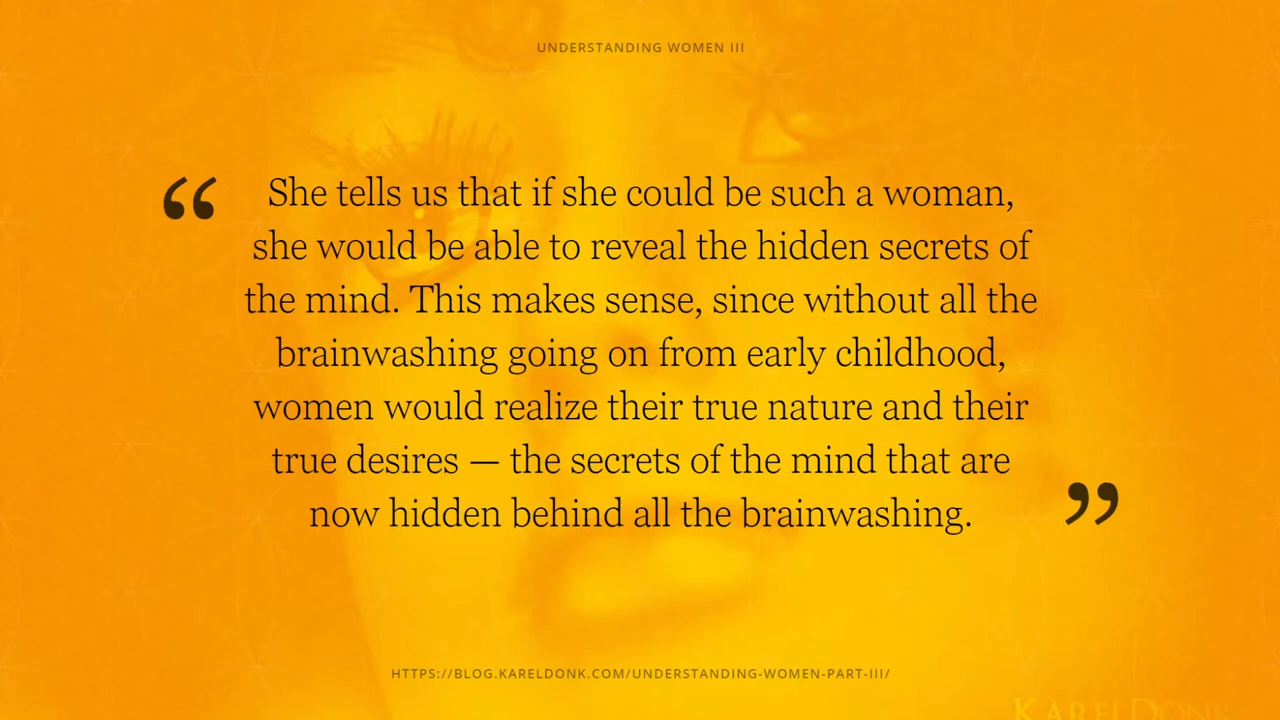 UNDERSTANDING WOMEN III
“ She tells us that if she could be such a woman,
she would be able to reveal the hidden secrets of
the mind. This makes sense, since without all the
brainwashing going on from early childhood,
women would realize their true nature and their
true desires — the secrets of the mind that are
now hidden behind all the brainwashing. ”
HTTPS://BLOG.KARELDONK.COM/UNDERSTANDING-WOMEN-PART-III/
KAREL DONK